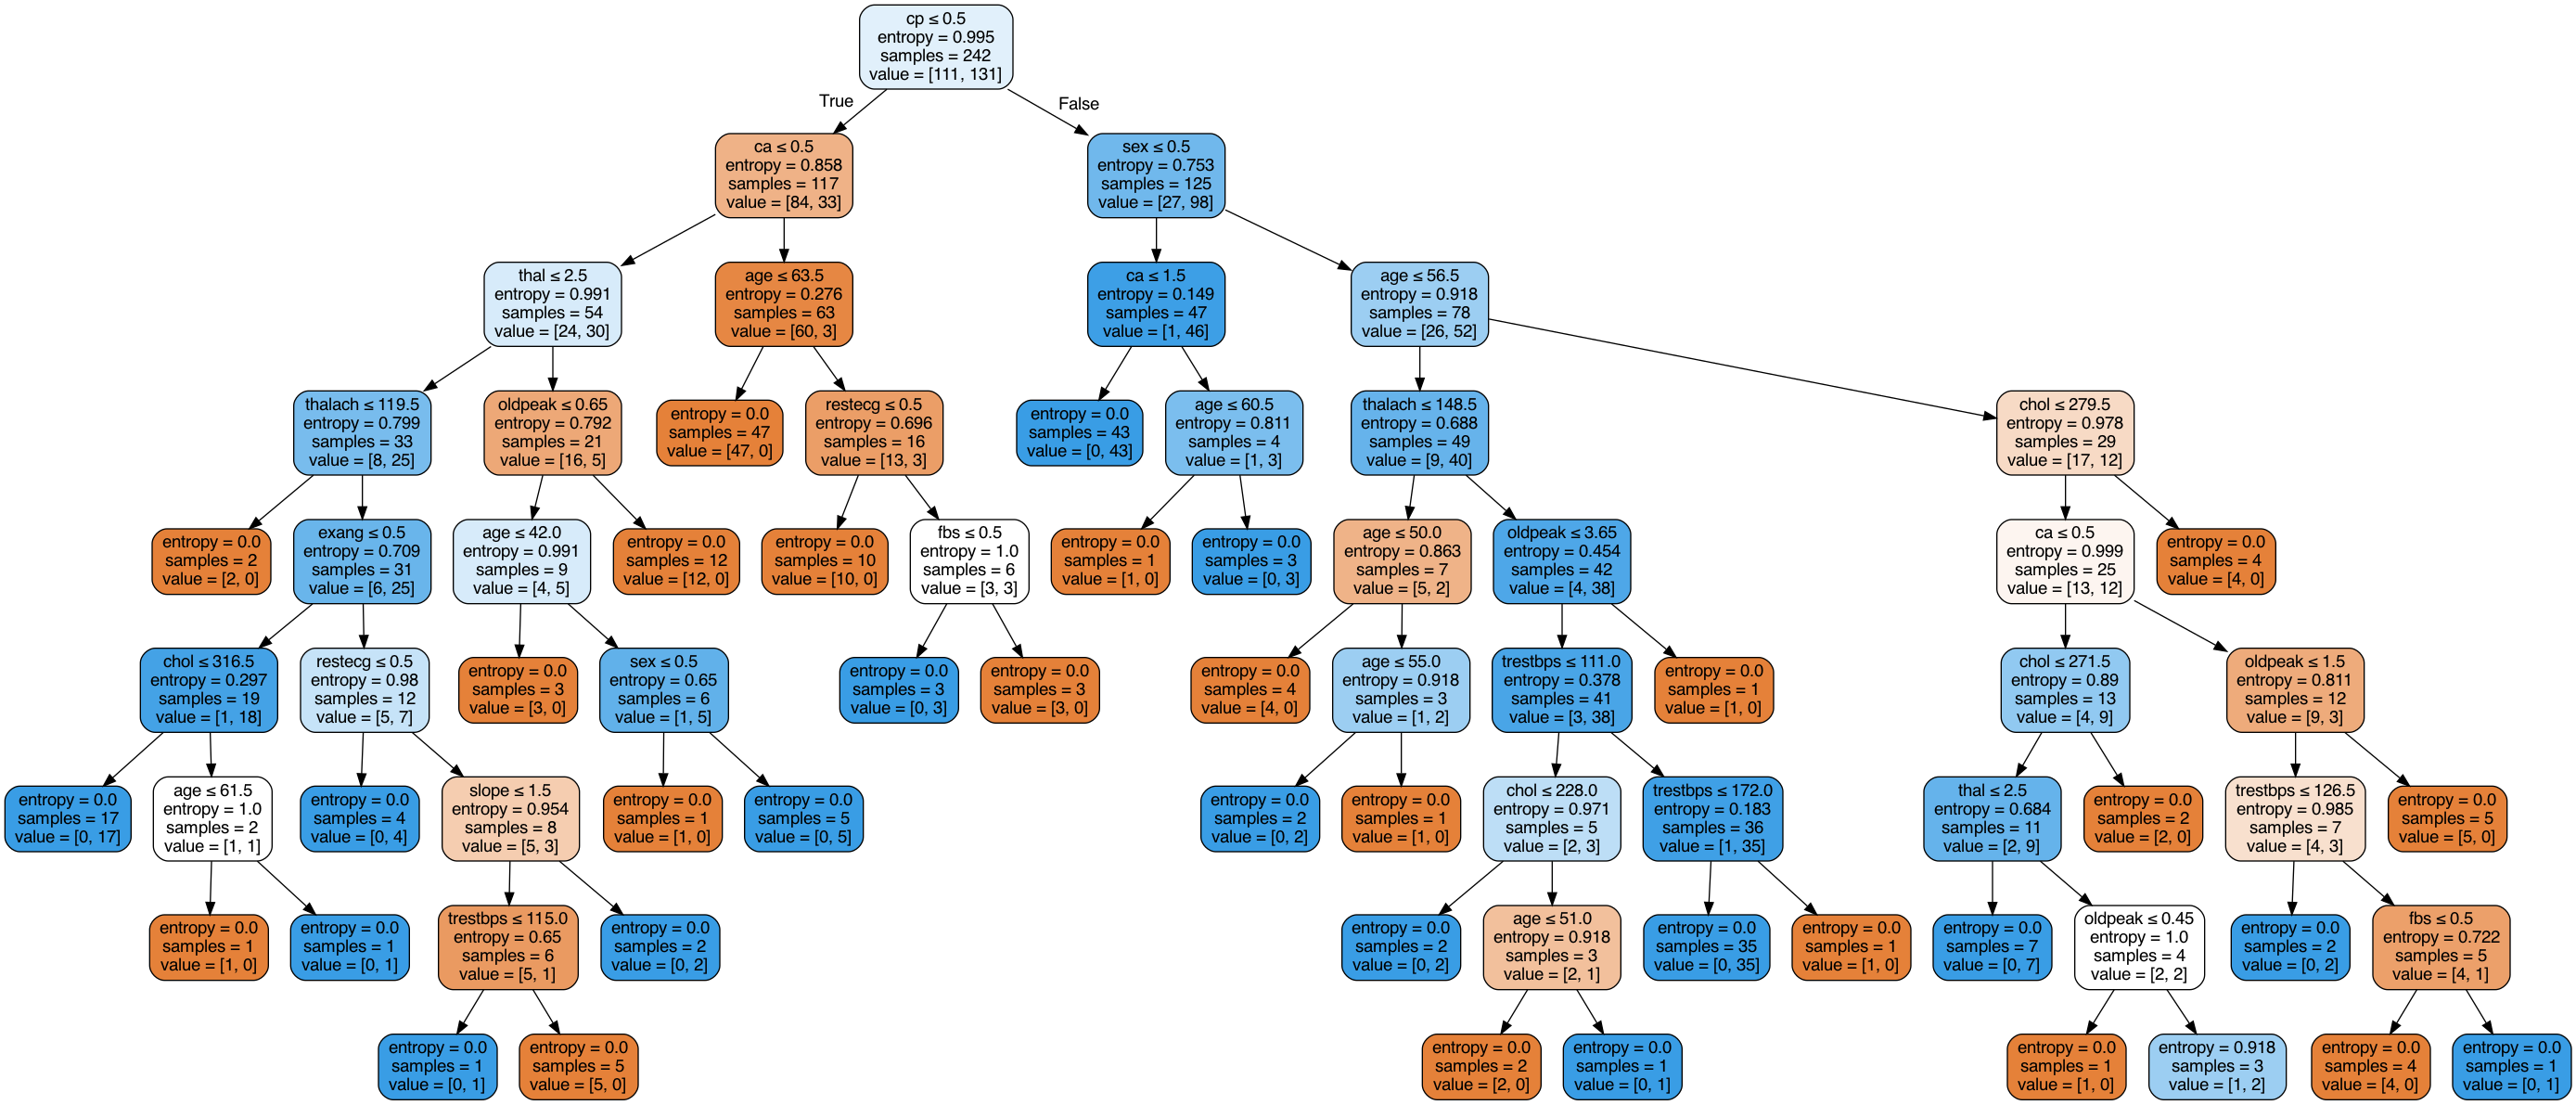 cp ≤ 0.5
entropy = 0.995
samples = 242
value = [111, 131]
True
False
ca ≤ 0.5
entropy = 0.858
samples = 117
value = [84, 33]
sex ≤ 0.5
entropy = 0.753
samples = 125
value = [27, 98]
thal ≤ 2.5
entropy = 0.991
samples = 54
value = [24, 30]
age ≤ 63.5
entropy = 0.276
samples = 63
value = [60, 3]
ca ≤ 1.5
entropy = 0.149
samples = 47
value = [1, 46]
age ≤ 56.5
entropy = 0.918
samples = 78
value = [26, 52]
thalach ≤ 119.5
entropy = 0.799
samples = 33
value = [8, 25]
oldpeak ≤ 0.65
entropy = 0.792
samples = 21
value = [16, 5]
entropy = 0.0
samples = 47
value = [47, 0]
restecg ≤ 0.5
entropy = 0.696
samples = 16
value = [13, 3]
entropy = 0.0
samples = 43
value = [0, 43]
age ≤ 60.5
entropy = 0.811
samples = 4
value = [1, 3]
thalach ≤ 148.5
entropy = 0.688
samples = 49
value = [9, 40]
chol ≤ 279.5
entropy = 0.978
samples = 29
value = [17, 12]
entropy = 0.0
samples = 2
value = [2, 0]
exang ≤ 0.5
entropy = 0.709
samples = 31
value = [6, 25]
age ≤ 42.0
entropy = 0.991
samples = 9
value = [4, 5]
entropy = 0.0
samples = 12
value = [12, 0]
entropy = 0.0
samples = 10
value = [10, 0]
fbs ≤ 0.5
entropy = 1.0
samples = 6
value = [3, 3]
entropy = 0.0
samples = 1
value = [1, 0]
entropy = 0.0
samples = 3
value = [0, 3]
age ≤ 50.0
entropy = 0.863
samples = 7
value = [5, 2]
oldpeak ≤ 3.65
entropy = 0.454
samples = 42
value = [4, 38]
ca ≤ 0.5
entropy = 0.999
samples = 25
value = [13, 12]
entropy = 0.0
samples = 4
value = [4, 0]
chol ≤ 316.5
entropy = 0.297
samples = 19
value = [1, 18]
restecg ≤ 0.5
entropy = 0.98
samples = 12
value = [5, 7]
entropy = 0.0
samples = 3
value = [3, 0]
sex ≤ 0.5
entropy = 0.65
samples = 6
value = [1, 5]
entropy = 0.0
samples = 3
value = [0, 3]
entropy = 0.0
samples = 3
value = [3, 0]
entropy = 0.0
samples = 4
value = [4, 0]
age ≤ 55.0
entropy = 0.918
samples = 3
value = [1, 2]
trestbps ≤ 111.0
entropy = 0.378
samples = 41
value = [3, 38]
entropy = 0.0
samples = 1
value = [1, 0]
chol ≤ 271.5
entropy = 0.89
samples = 13
value = [4, 9]
oldpeak ≤ 1.5
entropy = 0.811
samples = 12
value = [9, 3]
entropy = 0.0
samples = 17
value = [0, 17]
age ≤ 61.5
entropy = 1.0
samples = 2
value = [1, 1]
entropy = 0.0
samples = 4
value = [0, 4]
slope ≤ 1.5
entropy = 0.954
samples = 8
value = [5, 3]
entropy = 0.0
samples = 1
value = [1, 0]
entropy = 0.0
samples = 5
value = [0, 5]
entropy = 0.0
samples = 2
value = [0, 2]
entropy = 0.0
samples = 1
value = [1, 0]
chol ≤ 228.0
entropy = 0.971
samples = 5
value = [2, 3]
trestbps ≤ 172.0
entropy = 0.183
samples = 36
value = [1, 35]
thal ≤ 2.5
entropy = 0.684
samples = 11
value = [2, 9]
entropy = 0.0
samples = 2
value = [2, 0]
trestbps ≤ 126.5
entropy = 0.985
samples = 7
value = [4, 3]
entropy = 0.0
samples = 5
value = [5, 0]
entropy = 0.0
samples = 1
value = [1, 0]
entropy = 0.0
samples = 1
value = [0, 1]
trestbps ≤ 115.0
entropy = 0.65
samples = 6
value = [5, 1]
entropy = 0.0
samples = 2
value = [0, 2]
entropy = 0.0
samples = 2
value = [0, 2]
age ≤ 51.0
entropy = 0.918
samples = 3
value = [2, 1]
entropy = 0.0
samples = 35
value = [0, 35]
entropy = 0.0
samples = 1
value = [1, 0]
entropy = 0.0
samples = 7
value = [0, 7]
oldpeak ≤ 0.45
entropy = 1.0
samples = 4
value = [2, 2]
entropy = 0.0
samples = 2
value = [0, 2]
fbs ≤ 0.5
entropy = 0.722
samples = 5
value = [4, 1]
entropy = 0.0
samples = 1
value = [0, 1]
entropy = 0.0
samples = 5
value = [5, 0]
entropy = 0.0
samples = 2
value = [2, 0]
entropy = 0.0
samples = 1
value = [0, 1]
entropy = 0.0
samples = 1
value = [1, 0]
entropy = 0.918
samples = 3
value = [1, 2]
entropy = 0.0
samples = 4
value = [4, 0]
entropy = 0.0
samples = 1
value = [0, 1]